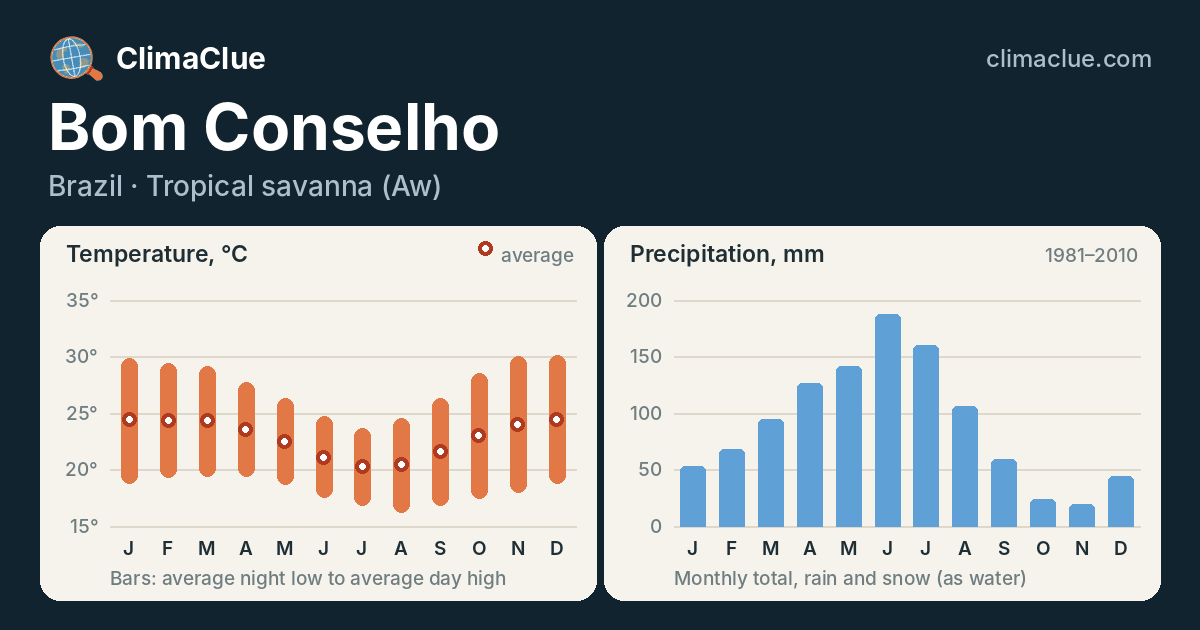 ClimaClue
climaclue.com
Bom Conselho
Brazil · Tropical savanna (Aw)
Temperature, °C
average
35°
30°
25°
20°
15°
J F M A M J J A S O N D
Bars: average night low to average day high
Precipitation, mm
1981–2010
200
150
100
50
0
J F M A M J J A S O N D
Monthly total, rain and snow (as water)